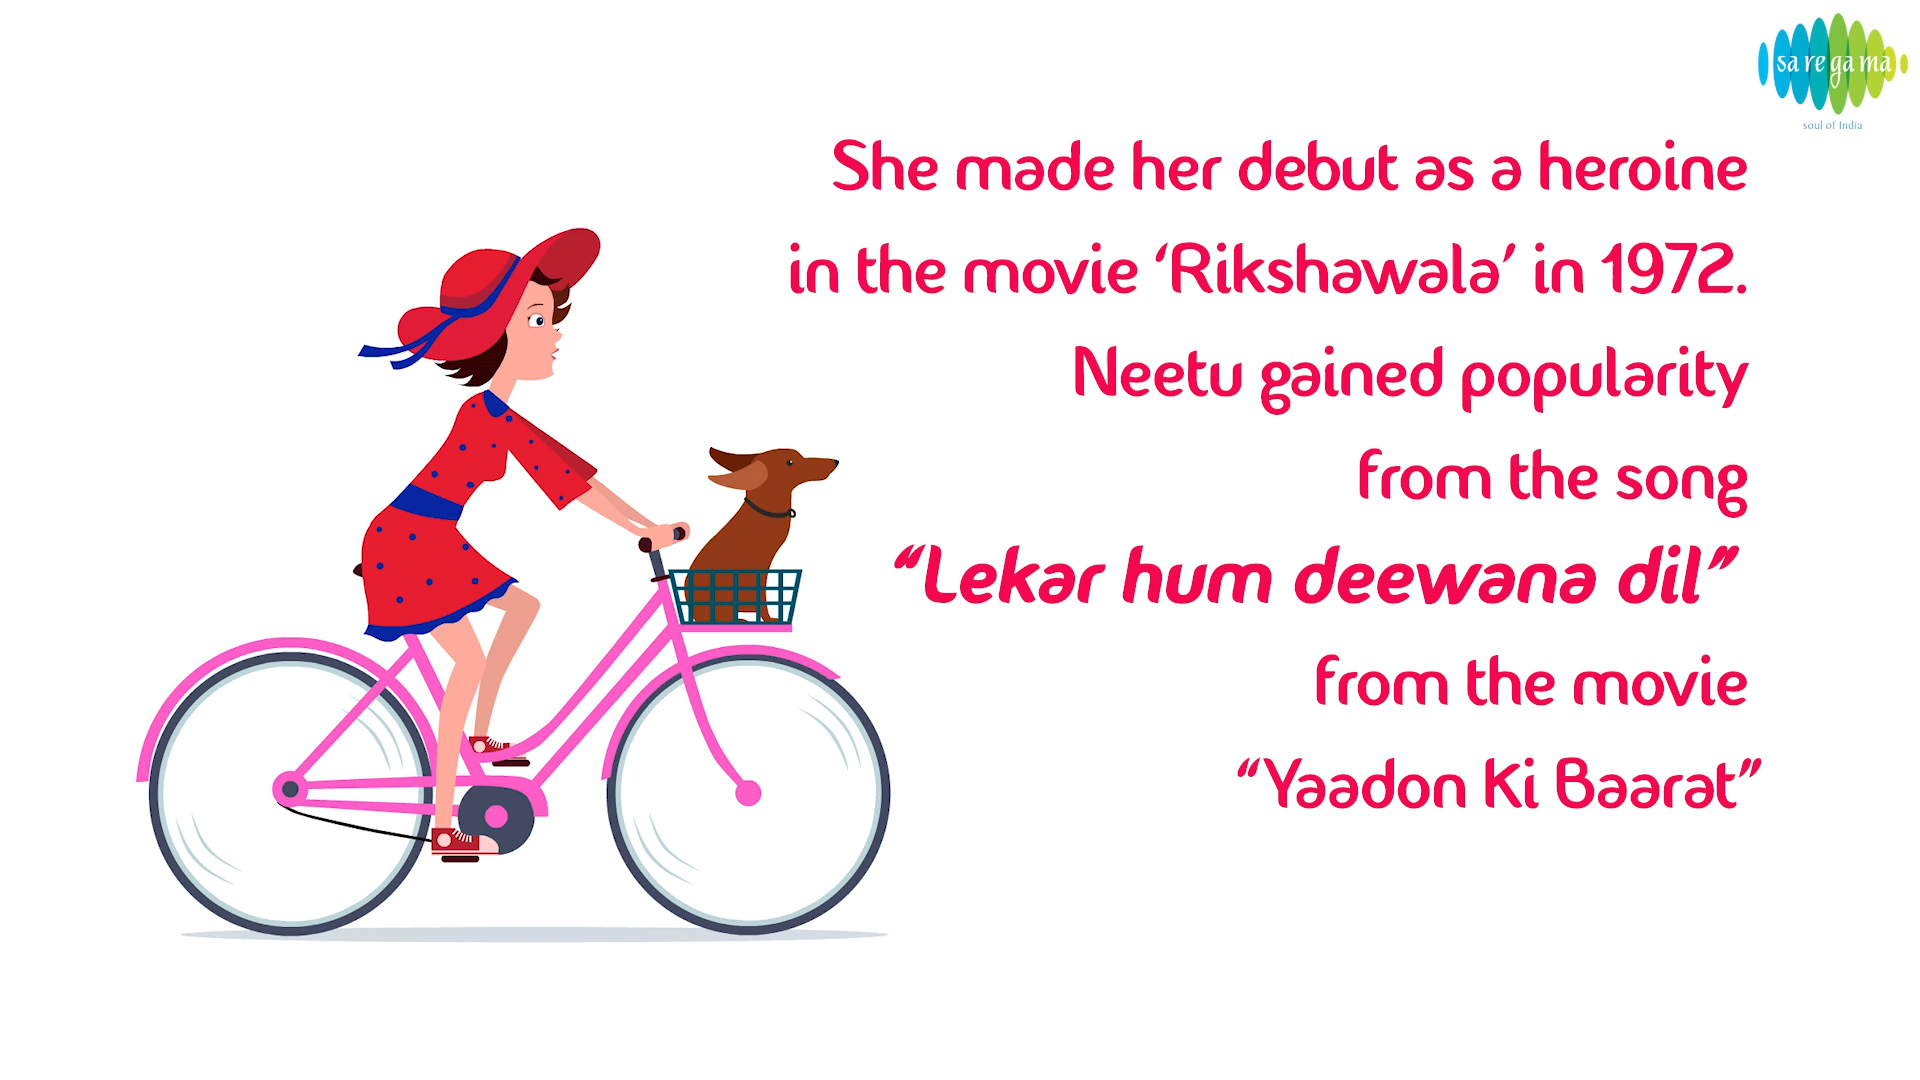 sa re ga ma
soul of India
She made her debut as a heroine
in the movie ‘Rikshawala’ in 1972.
Neetu gained popularity
from the song
“Lekar hum deewana dil”
from the movie
“Yaadon Ki Baarat”